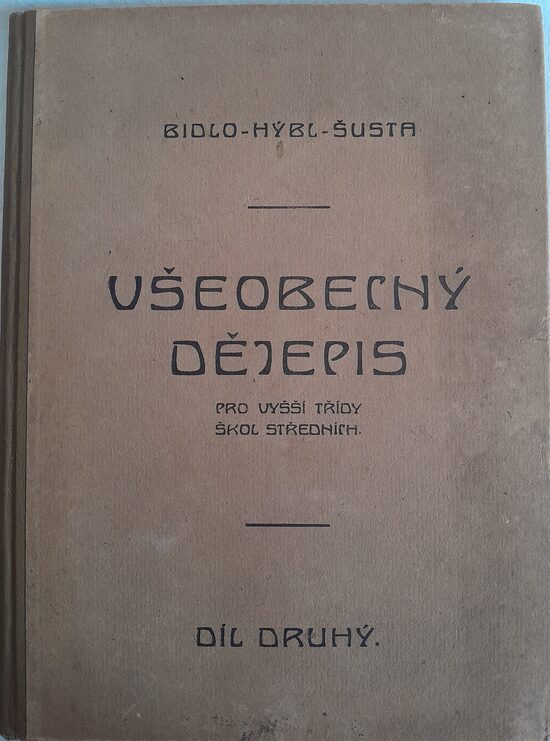 BIDLO-HÝBL-ŠUSTA
VŠEOBECNÝ
DĚJEPIS
PRO VYŠŠÍ TŘÍDY
ŠKOL STŘEDNÍCH.
DÍL DRUHÝ.